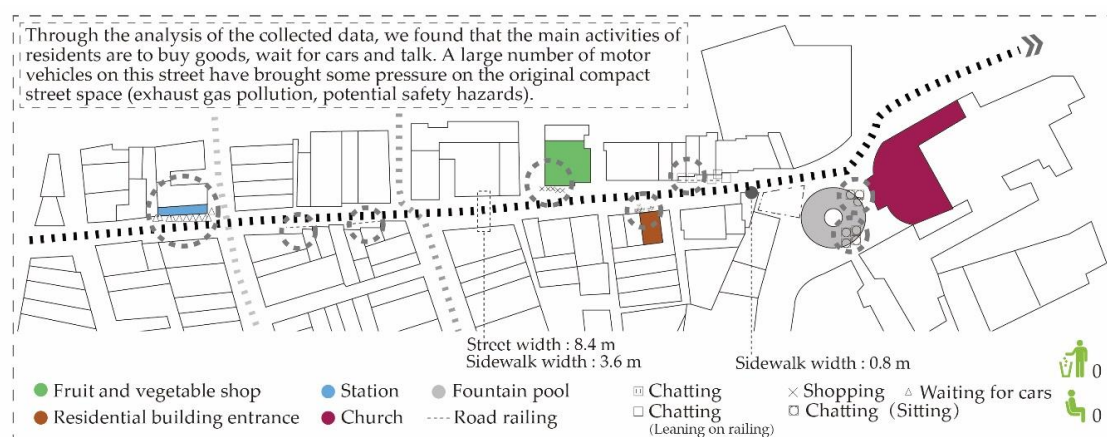 Through the analysis of the collected data, we found that the main activities of
residents are to buy goods, wait for cars and talk. A large number of motor
vehicles on this street have brought some pressure on the original compact
street space (exhaust gas pollution, potential safety hazards).
Street width : 8.4 m
Sidewalk width : 3.6 m
Sidewalk width : 0.8 m
0
Fruit and vegetable shop
Station
Fountain pool
Chatting
Shopping
Waiting for cars
Residential building entrance
Church
Road railing
Chatting
(Leaning on railing)
Chatting (Sitting)
0